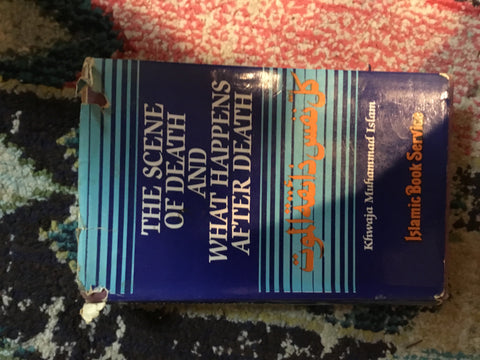 THE SCENE
OF DEATH
AND
WHAT HAPPENS
AFTER DEATH
كل نفس ذائقة الموت
Khwaja Muhammad Islam
Islamic Book Service